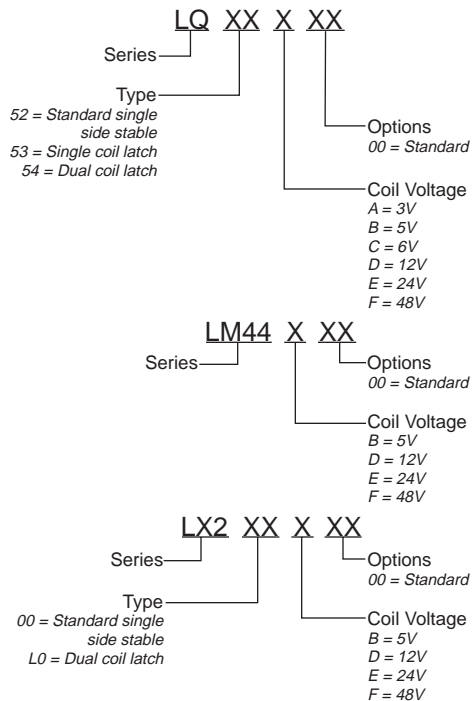 LQ XX X XX
Series
Type
52 = Standard single
side stable
53 = Single coil latch
54 = Dual coil latch
Options
00 = Standard
Coil Voltage
A = 3V
B = 5V
C = 6V
D = 12V
E = 24V
F = 48V
LM44 X XX
Series
Options
00 = Standard
Coil Voltage
B = 5V
D = 12V
E = 24V
F = 48V
LX2 XX X XX
Series
Type
00 = Standard single
side stable
L0 = Dual coil latch
Options
00 = Standard
Coil Voltage
B = 5V
D = 12V
E = 24V
F = 48V